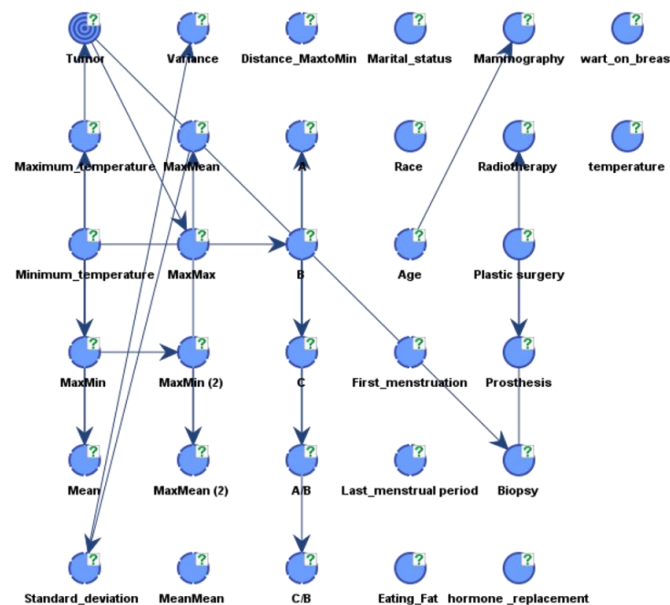 Tumor Variance Distance_MaxtoMin Marital_status Mammography wart_on_breas
Maximum_temperature MaxMean A Race Radiotherapy temperature
Minimum_temperature MaxMax B Age Plastic surgery
MaxMin MaxMin (2) C First_menstruation Prosthesis
Mean MaxMean (2) A/B Last_menstrual period Biopsy
Standard_deviation MeanMean C/B Eating_Fat hormone _replacement